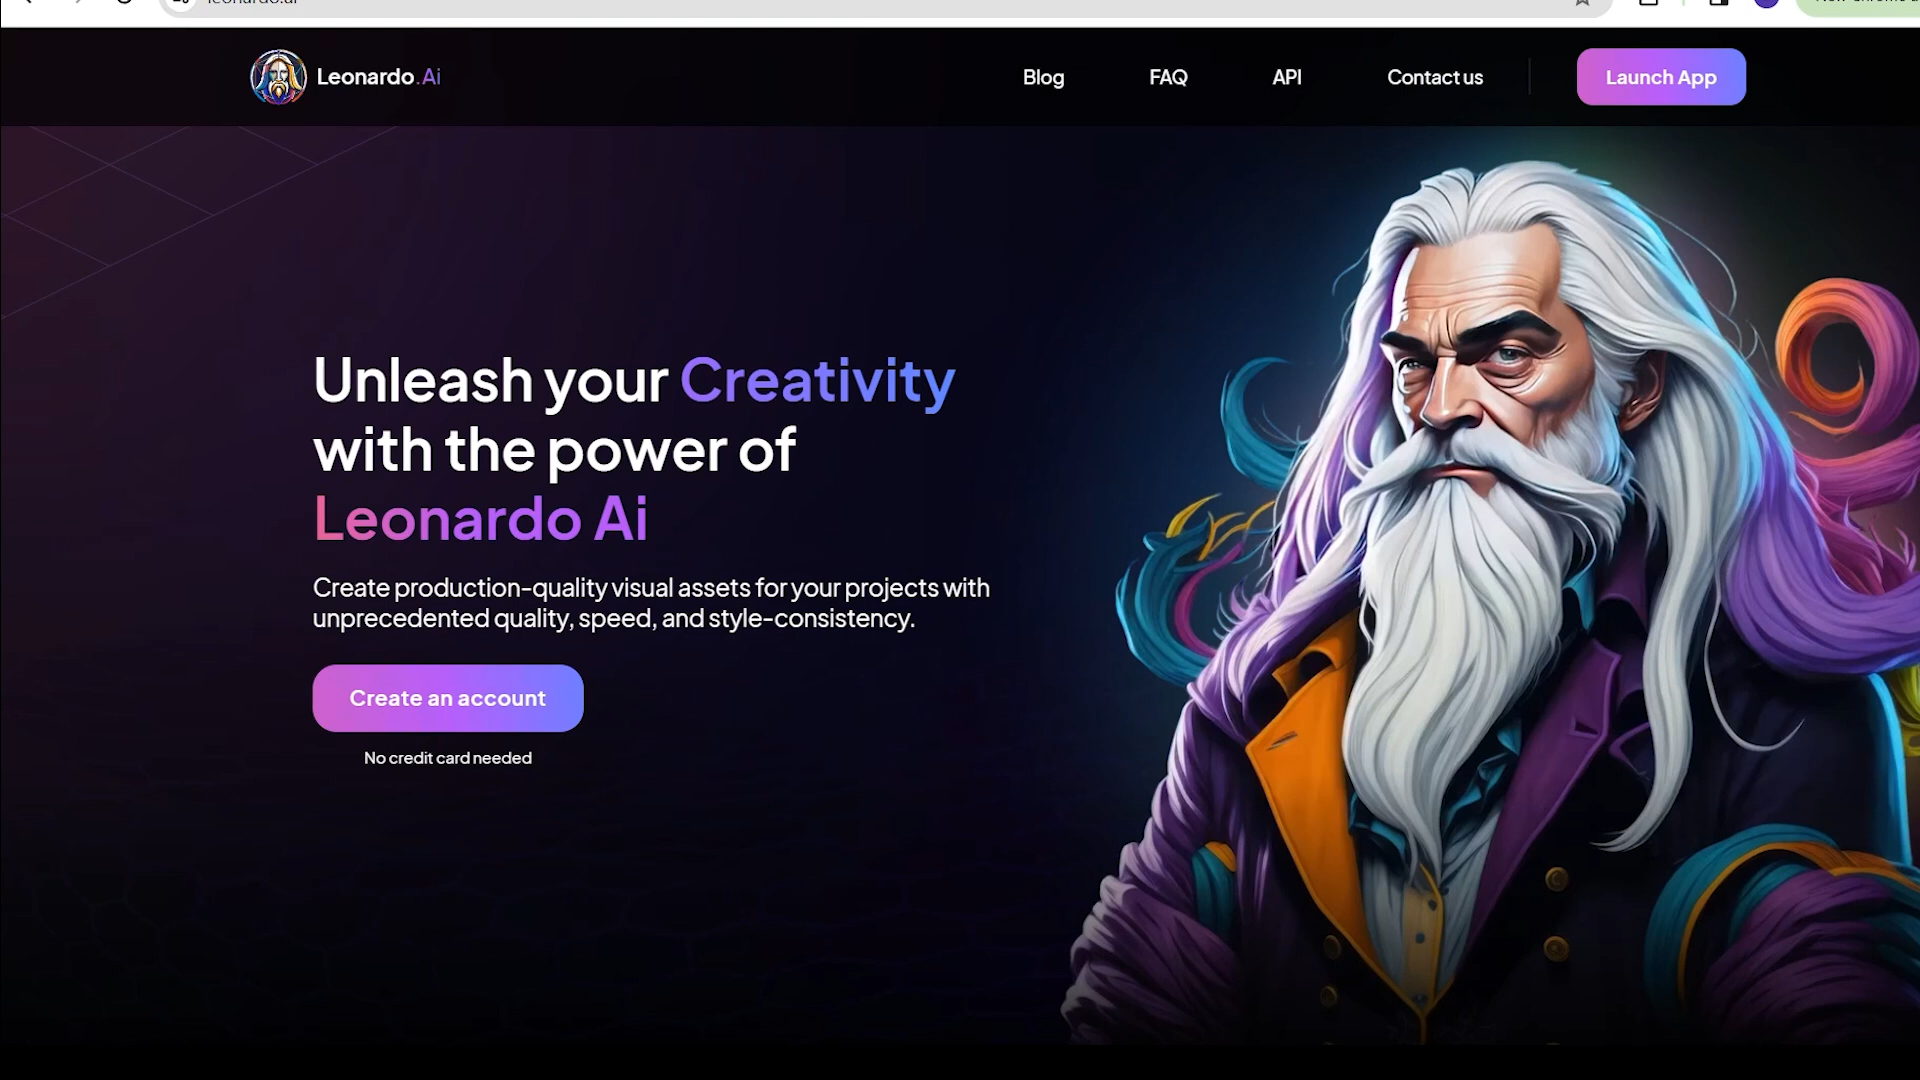 leonardo.ai
Leonardo.Ai
Blog
FAQ
API
Contact us
Launch App
Unleash your Creativity
with the power of
Leonardo Ai
Create production-quality visual assets for your projects with
unprecedented quality, speed, and style-consistency.
Create an account
No credit card needed